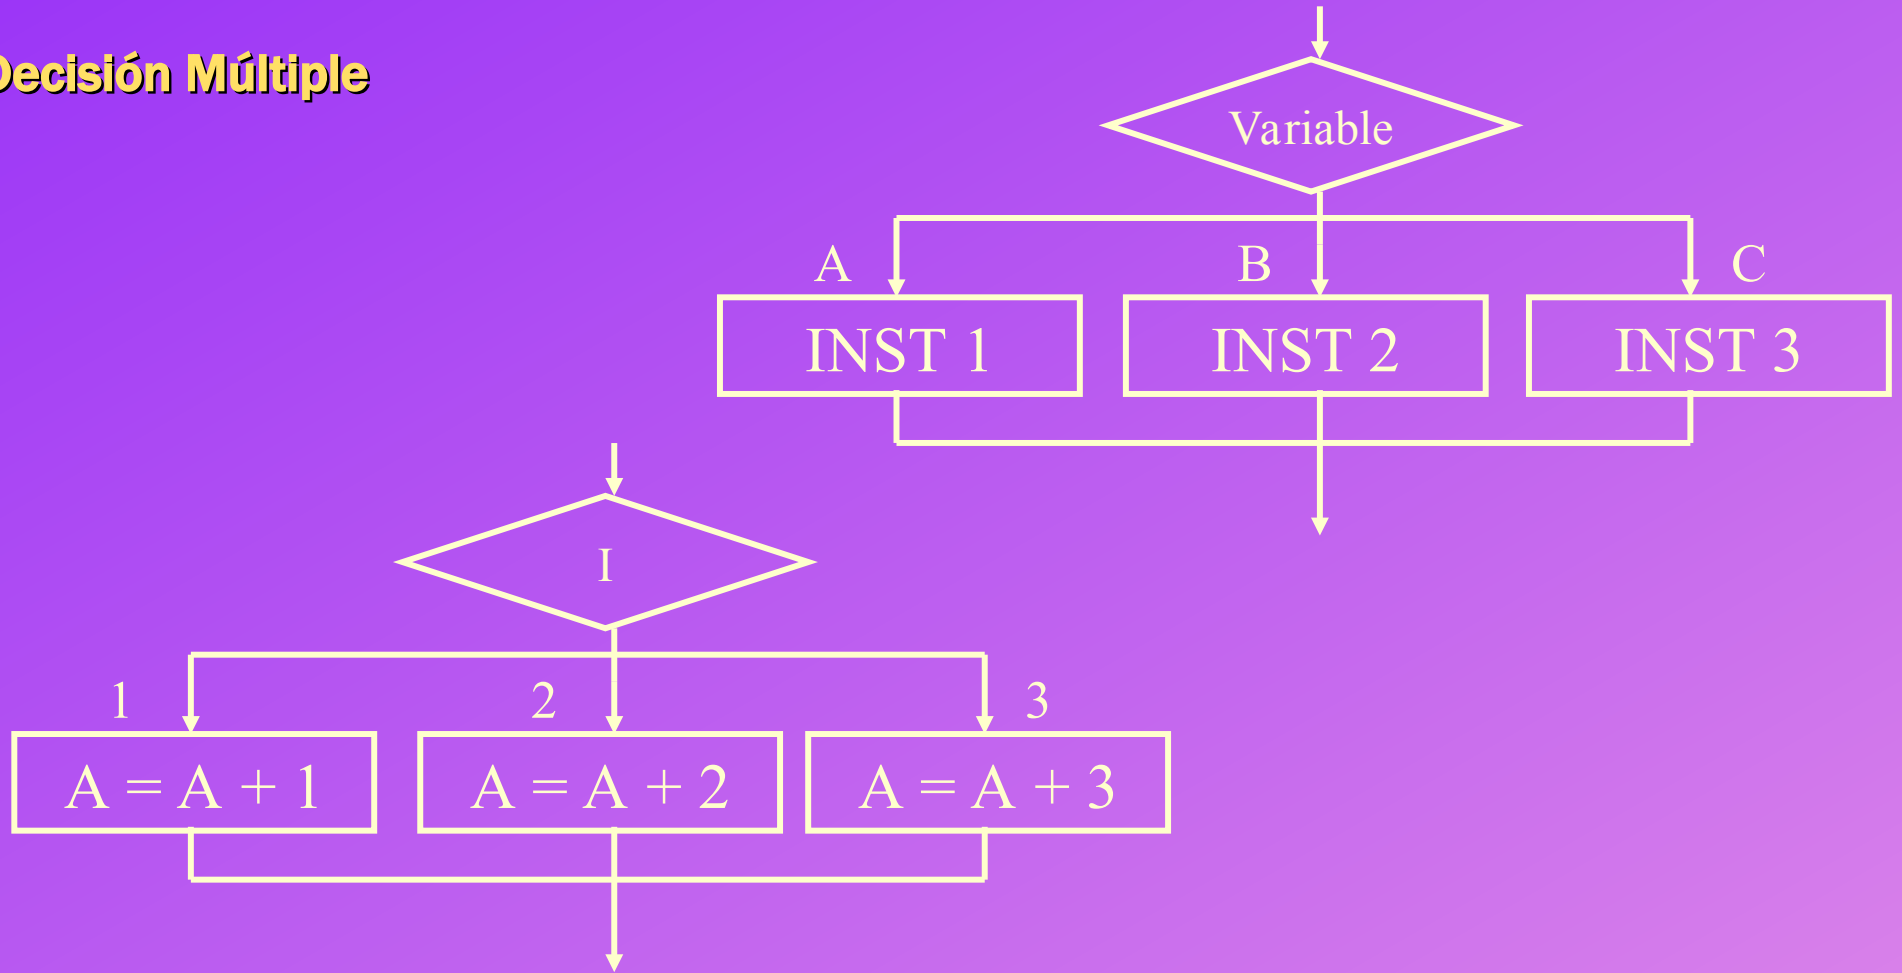 Decisión Múltiple
Variable
A B C
INST 1 INST 2 INST 3
I
1 2 3
A = A + 1 A = A + 2 A = A + 3